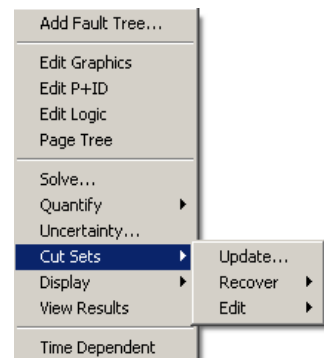 Add Fault Tree...
Edit Graphics
Edit P+ID
Edit Logic
Page Tree
Solve...
Quantify
Uncertainty...
Cut Sets
Update...
Display
Recover
View Results
Edit
Time Dependent